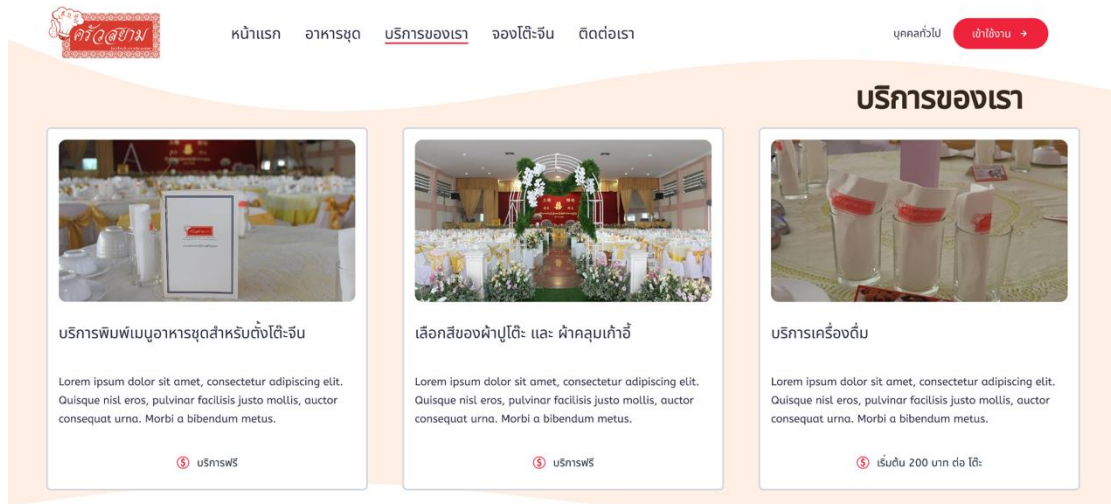 ครัวสยาม
หน้าแรก อาหารชุด บริการของเรา จองโต๊ะจีน ติดต่อเรา
บุคคลทั่วไป เข้าใช้งาน →
บริการของเรา
บริการพิมพ์เมนูอาหารชุดสำหรับตั้งโต๊ะจีน
Lorem ipsum dolor sit amet, consectetur adipiscing elit.
Quisque nisl eros, pulvinar facilisis justo mollis, auctor
consequat urna. Morbi a bibendum metus.
บริการฟรี
เลือกสีของผ้าปูโต๊ะ และ ผ้าคลุมเก้าอี้
Lorem ipsum dolor sit amet, consectetur adipiscing elit.
Quisque nisl eros, pulvinar facilisis justo mollis, auctor
consequat urna. Morbi a bibendum metus.
บริการฟรี
บริการเครื่องดื่ม
Lorem ipsum dolor sit amet, consectetur adipiscing elit.
Quisque nisl eros, pulvinar facilisis justo mollis, auctor
consequat urna. Morbi a bibendum metus.
เริ่มต้น 200 บาท ต่อ โต๊ะ